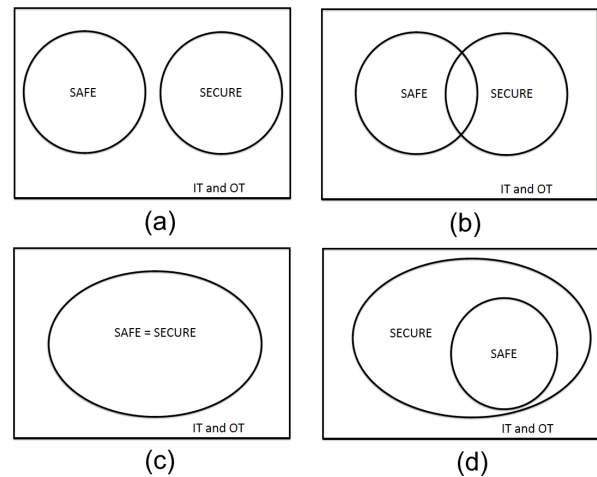 SAFE
SECURE
IT and OT
(a)
SAFE
SECURE
IT and OT
(b)
SAFE = SECURE
IT and OT
(c)
SECURE
SAFE
IT and OT
(d)